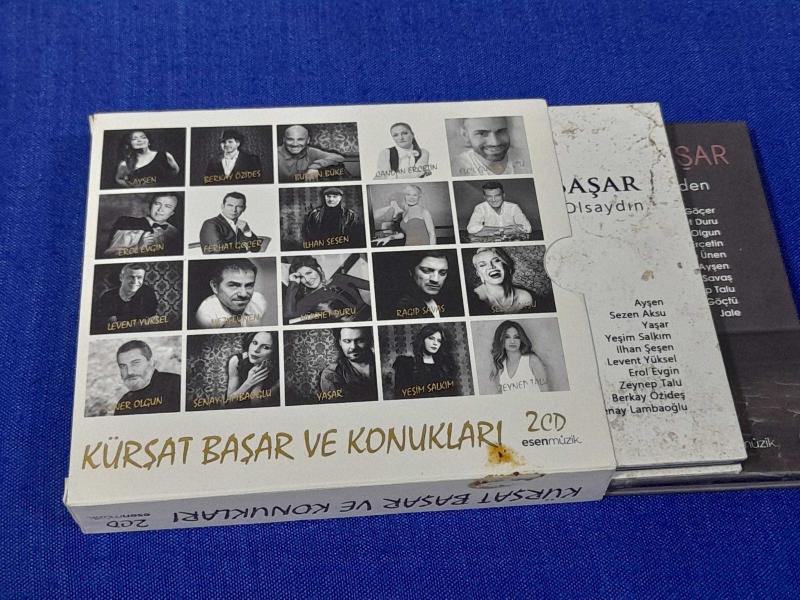 AYŞEN
BERKAY ÖZİDEŞ
BÜKE
CANDAN ERÇETİN
EROL EVGİN
FERHAT GÖÇER
İLHAN ŞEŞEN
LEVENT YÜKSEL
DURU
RAGIP SAVAŞ
OLGUN
ŞENAY LAMBAOĞLU
YAŞAR
YEŞİM SALKIM
ZEYNEP TALU
KÜRŞAT BAŞAR VE KONUKLARI
2CD
esenmüzik
KÜRŞAT BAŞAR VE KONUKLARI
2CD
esenmüzik
BAŞAR
Olsaydın
Ayşen
Sezen Aksu
Yaşar
Yeşim Salkım
İlhan Şeşen
Levent Yüksel
Erol Evgin
Zeynep Talu
Berkay Özideş
enay Lambaoğlu
ŞAR
den
Göçer
t Duru
Olgun
rçetin
Ünen
Ayşen
Savaş
p Talu
Göçtü
Jale
müzik